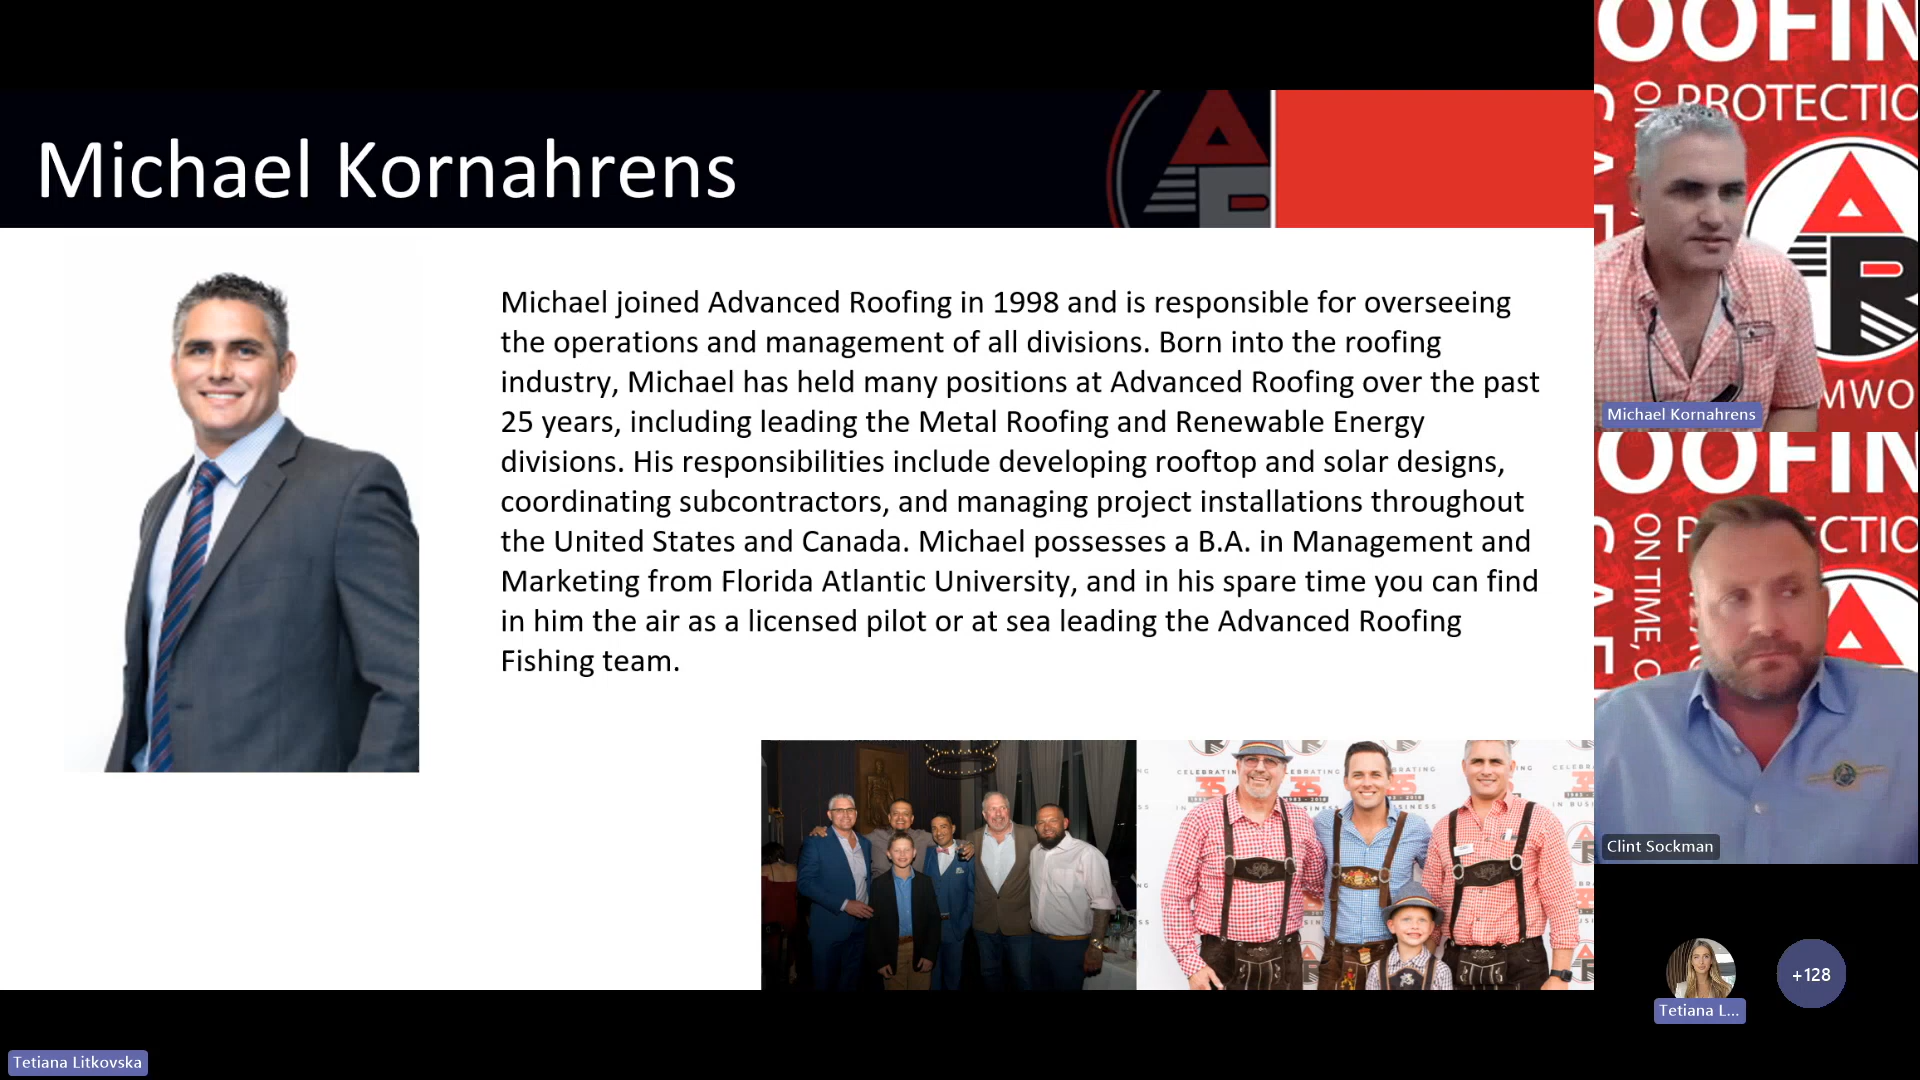 Michael Kornahrens
Michael joined Advanced Roofing in 1998 and is responsible for overseeing
the operations and management of all divisions. Born into the roofing
industry, Michael has held many positions at Advanced Roofing over the past
25 years, including leading the Metal Roofing and Renewable Energy
divisions. His responsibilities include developing rooftop and solar designs,
coordinating subcontractors, and managing project installations throughout
the United States and Canada. Michael possesses a B.A. in Management and
Marketing from Florida Atlantic University, and in his spare time you can find
in him the air as a licensed pilot or at sea leading the Advanced Roofing
Fishing team.
CELEBRATING
35
OOFIN
ON
PROTECTIO
AR
MWO
Michael Kornahrens
OOFIN
ON TIME, O
P
ECTIO
Clint Sockman
Tetiana L...
+128
Tetiana Litkovska